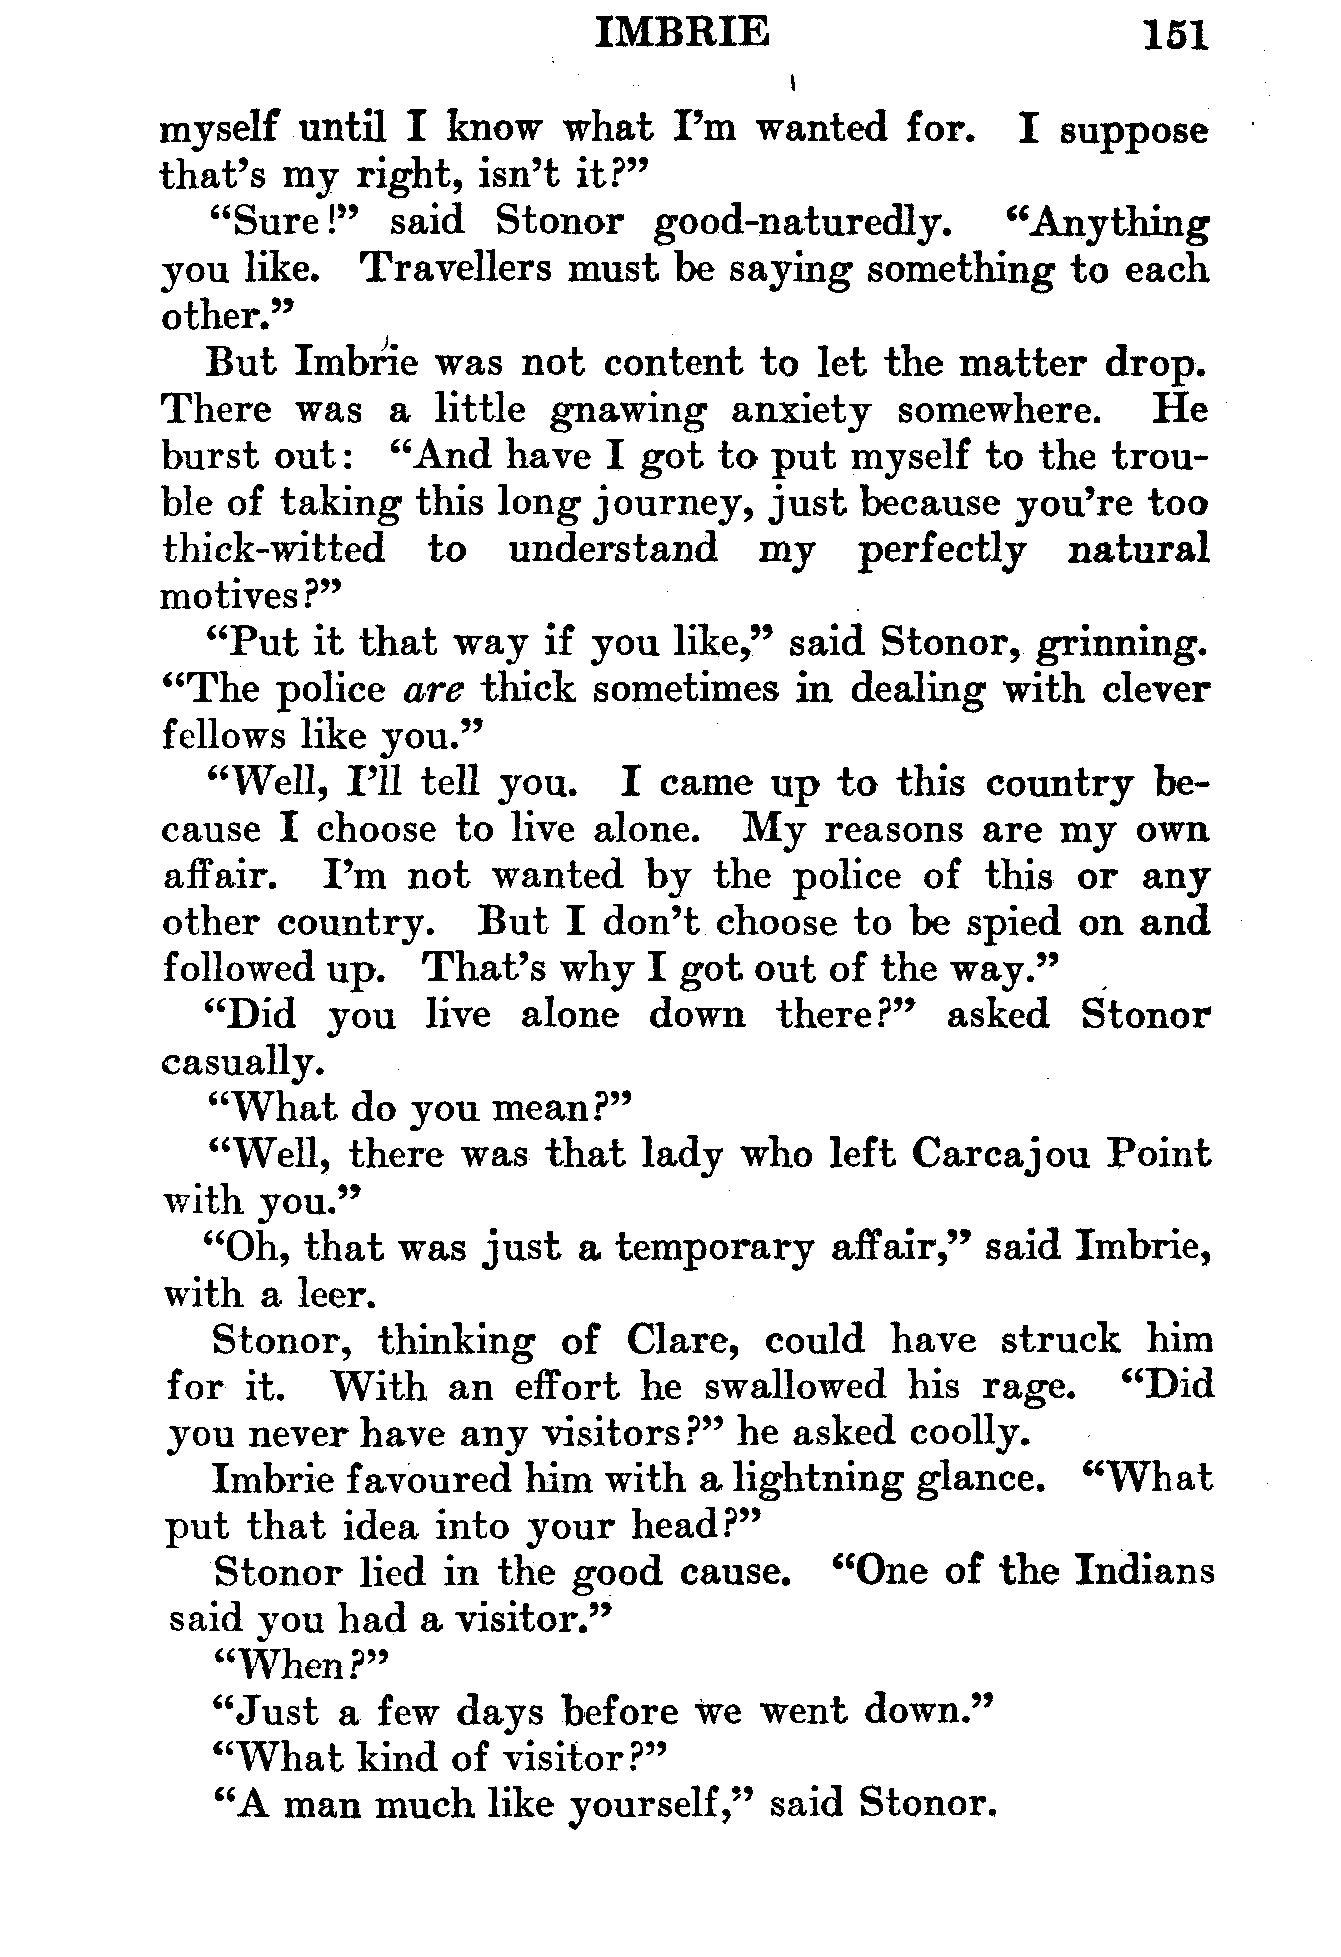 IMBRIE 151
myself until I know what I'm wanted for. I suppose
that's my right, isn't it?"
"Sure!" said Stonor good-naturedly. "Anything
you like. Travellers must be saying something to each
other."
But Imbrie was not content to let the matter drop.
There was a little gnawing anxiety somewhere. He
burst out: "And have I got to put myself to the trou-
ble of taking this long journey, just because you're too
thick-witted to understand my perfectly natural
motives?"
"Put it that way if you like," said Stonor, grinning.
"The police are thick sometimes in dealing with clever
fellows like you."
"Well, I'll tell you. I came up to this country be-
cause I choose to live alone. My reasons are my own
affair. I'm not wanted by the police of this or any
other country. But I don't choose to be spied on and
followed up. That's why I got out of the way."
"Did you live alone down there?" asked Stonor
casually.
"What do you mean?"
"Well, there was that lady who left Carcajou Point
with you."
"Oh, that was just a temporary affair," said Imbrie,
with a leer.
Stonor, thinking of Clare, could have struck him
for it. With an effort he swallowed his rage. "Did
you never have any visitors?" he asked coolly.
Imbrie favoured him with a lightning glance. "What
put that idea into your head?"
Stonor lied in the good cause. "One of the Indians
said you had a visitor."
"When?"
"Just a few days before we went down."
"What kind of visitor?"
"A man much like yourself," said Stonor.